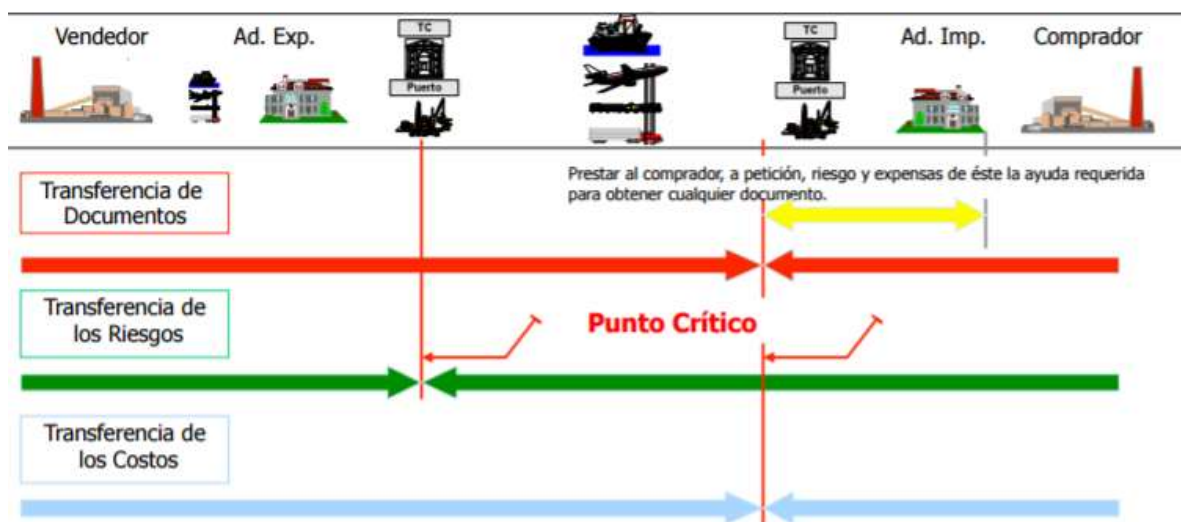 Vendedor
Ad. Exp.
TC
Puerto
TC
Puerto
Ad. Imp.
Comprador
Transferencia de
Documentos
Prestar al comprador, a petición, riesgo y expensas de éste la ayuda requerida
para obtener cualquier documento.
Transferencia de
los Riesgos
Punto Crítico
Transferencia de
los Costos